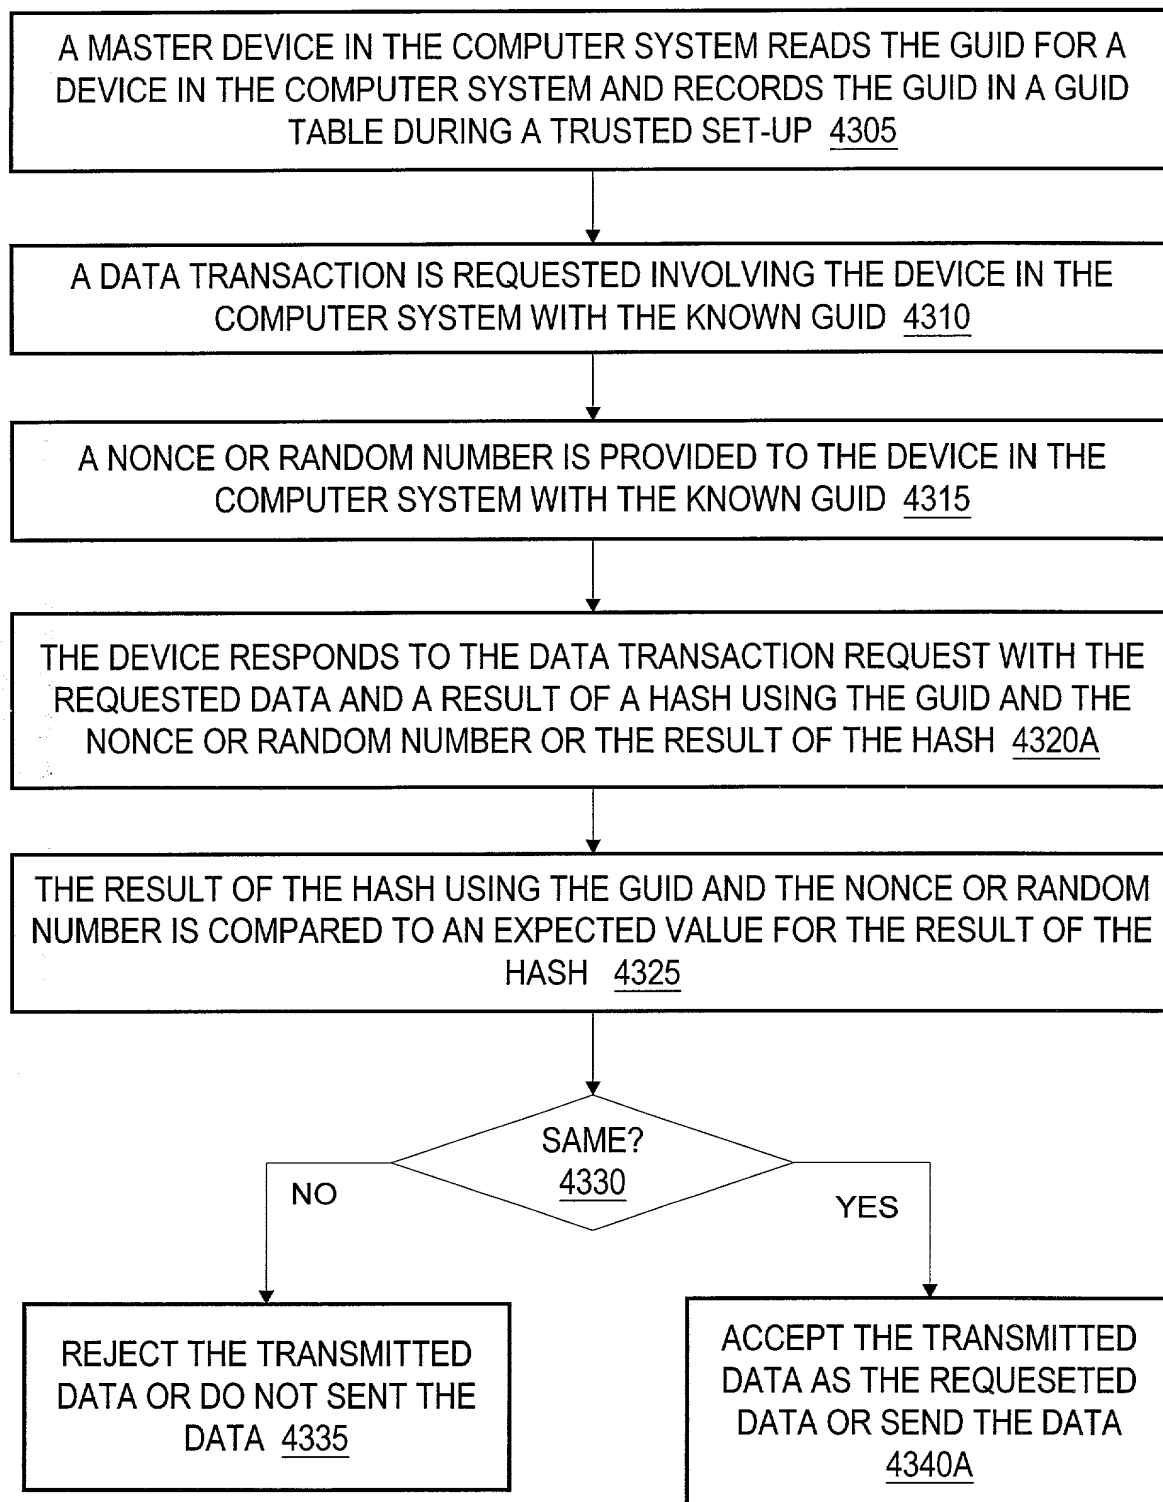 A MASTER DEVICE IN THE COMPUTER SYSTEM READS THE GUID FOR A
DEVICE IN THE COMPUTER SYSTEM AND RECORDS THE GUID IN A GUID
TABLE DURING A TRUSTED SET-UP 4305
A DATA TRANSACTION IS REQUESTED INVOLVING THE DEVICE IN THE
COMPUTER SYSTEM WITH THE KNOWN GUID 4310
A NONCE OR RANDOM NUMBER IS PROVIDED TO THE DEVICE IN THE
COMPUTER SYSTEM WITH THE KNOWN GUID 4315
THE DEVICE RESPONDS TO THE DATA TRANSACTION REQUEST WITH THE
REQUESTED DATA AND A RESULT OF A HASH USING THE GUID AND THE
NONCE OR RANDOM NUMBER OR THE RESULT OF THE HASH 4320A
THE RESULT OF THE HASH USING THE GUID AND THE NONCE OR RANDOM
NUMBER IS COMPARED TO AN EXPECTED VALUE FOR THE RESULT OF THE
HASH 4325
SAME?
4330
NO
YES
REJECT THE TRANSMITTED
DATA OR DO NOT SENT THE
DATA 4335
ACCEPT THE TRANSMITTED
DATA AS THE REQUESETED
DATA OR SEND THE DATA
4340A